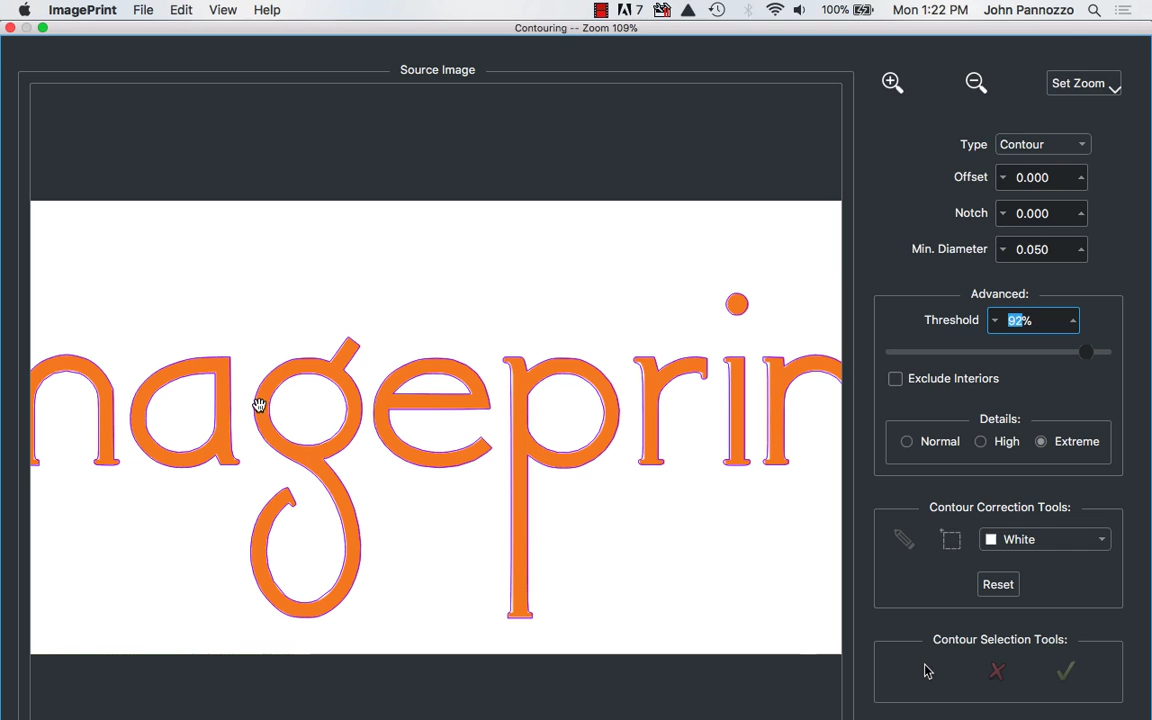 ImagePrint File Edit View Help 7 100% Mon 1:22 PM John Pannozzo
Contouring -- Zoom 109%
Source Image
Set Zoom
Type Contour
Offset 0.000
Notch 0.000
Min. Diameter 0.050
Advanced:
Threshold 92%
Exclude Interiors
Details:
Normal High Extreme
Contour Correction Tools:
White
Reset
Contour Selection Tools:
mageprin